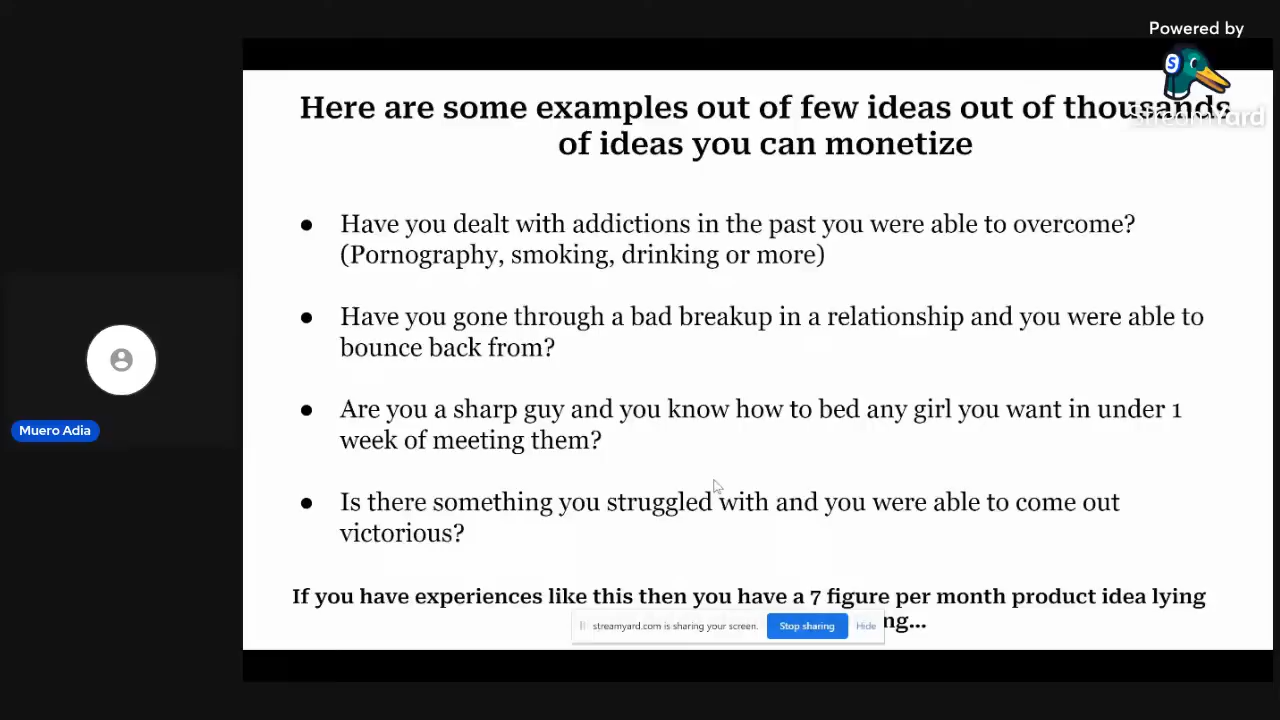 Powered by
StreamYard
Here are some examples out of few ideas out of thousands
of ideas you can monetize
● Have you dealt with addictions in the past you were able to overcome?
(Pornography, smoking, drinking or more)
● Have you gone through a bad breakup in a relationship and you were able to
bounce back from?
● Are you a sharp guy and you know how to bed any girl you want in under 1
week of meeting them?
● Is there something you struggled with and you were able to come out
victorious?
If you have experiences like this then you have a 7 figure per month product idea lying
ng...
streamyard.com is sharing your screen.
Stop sharing
Hide
Muero Adia